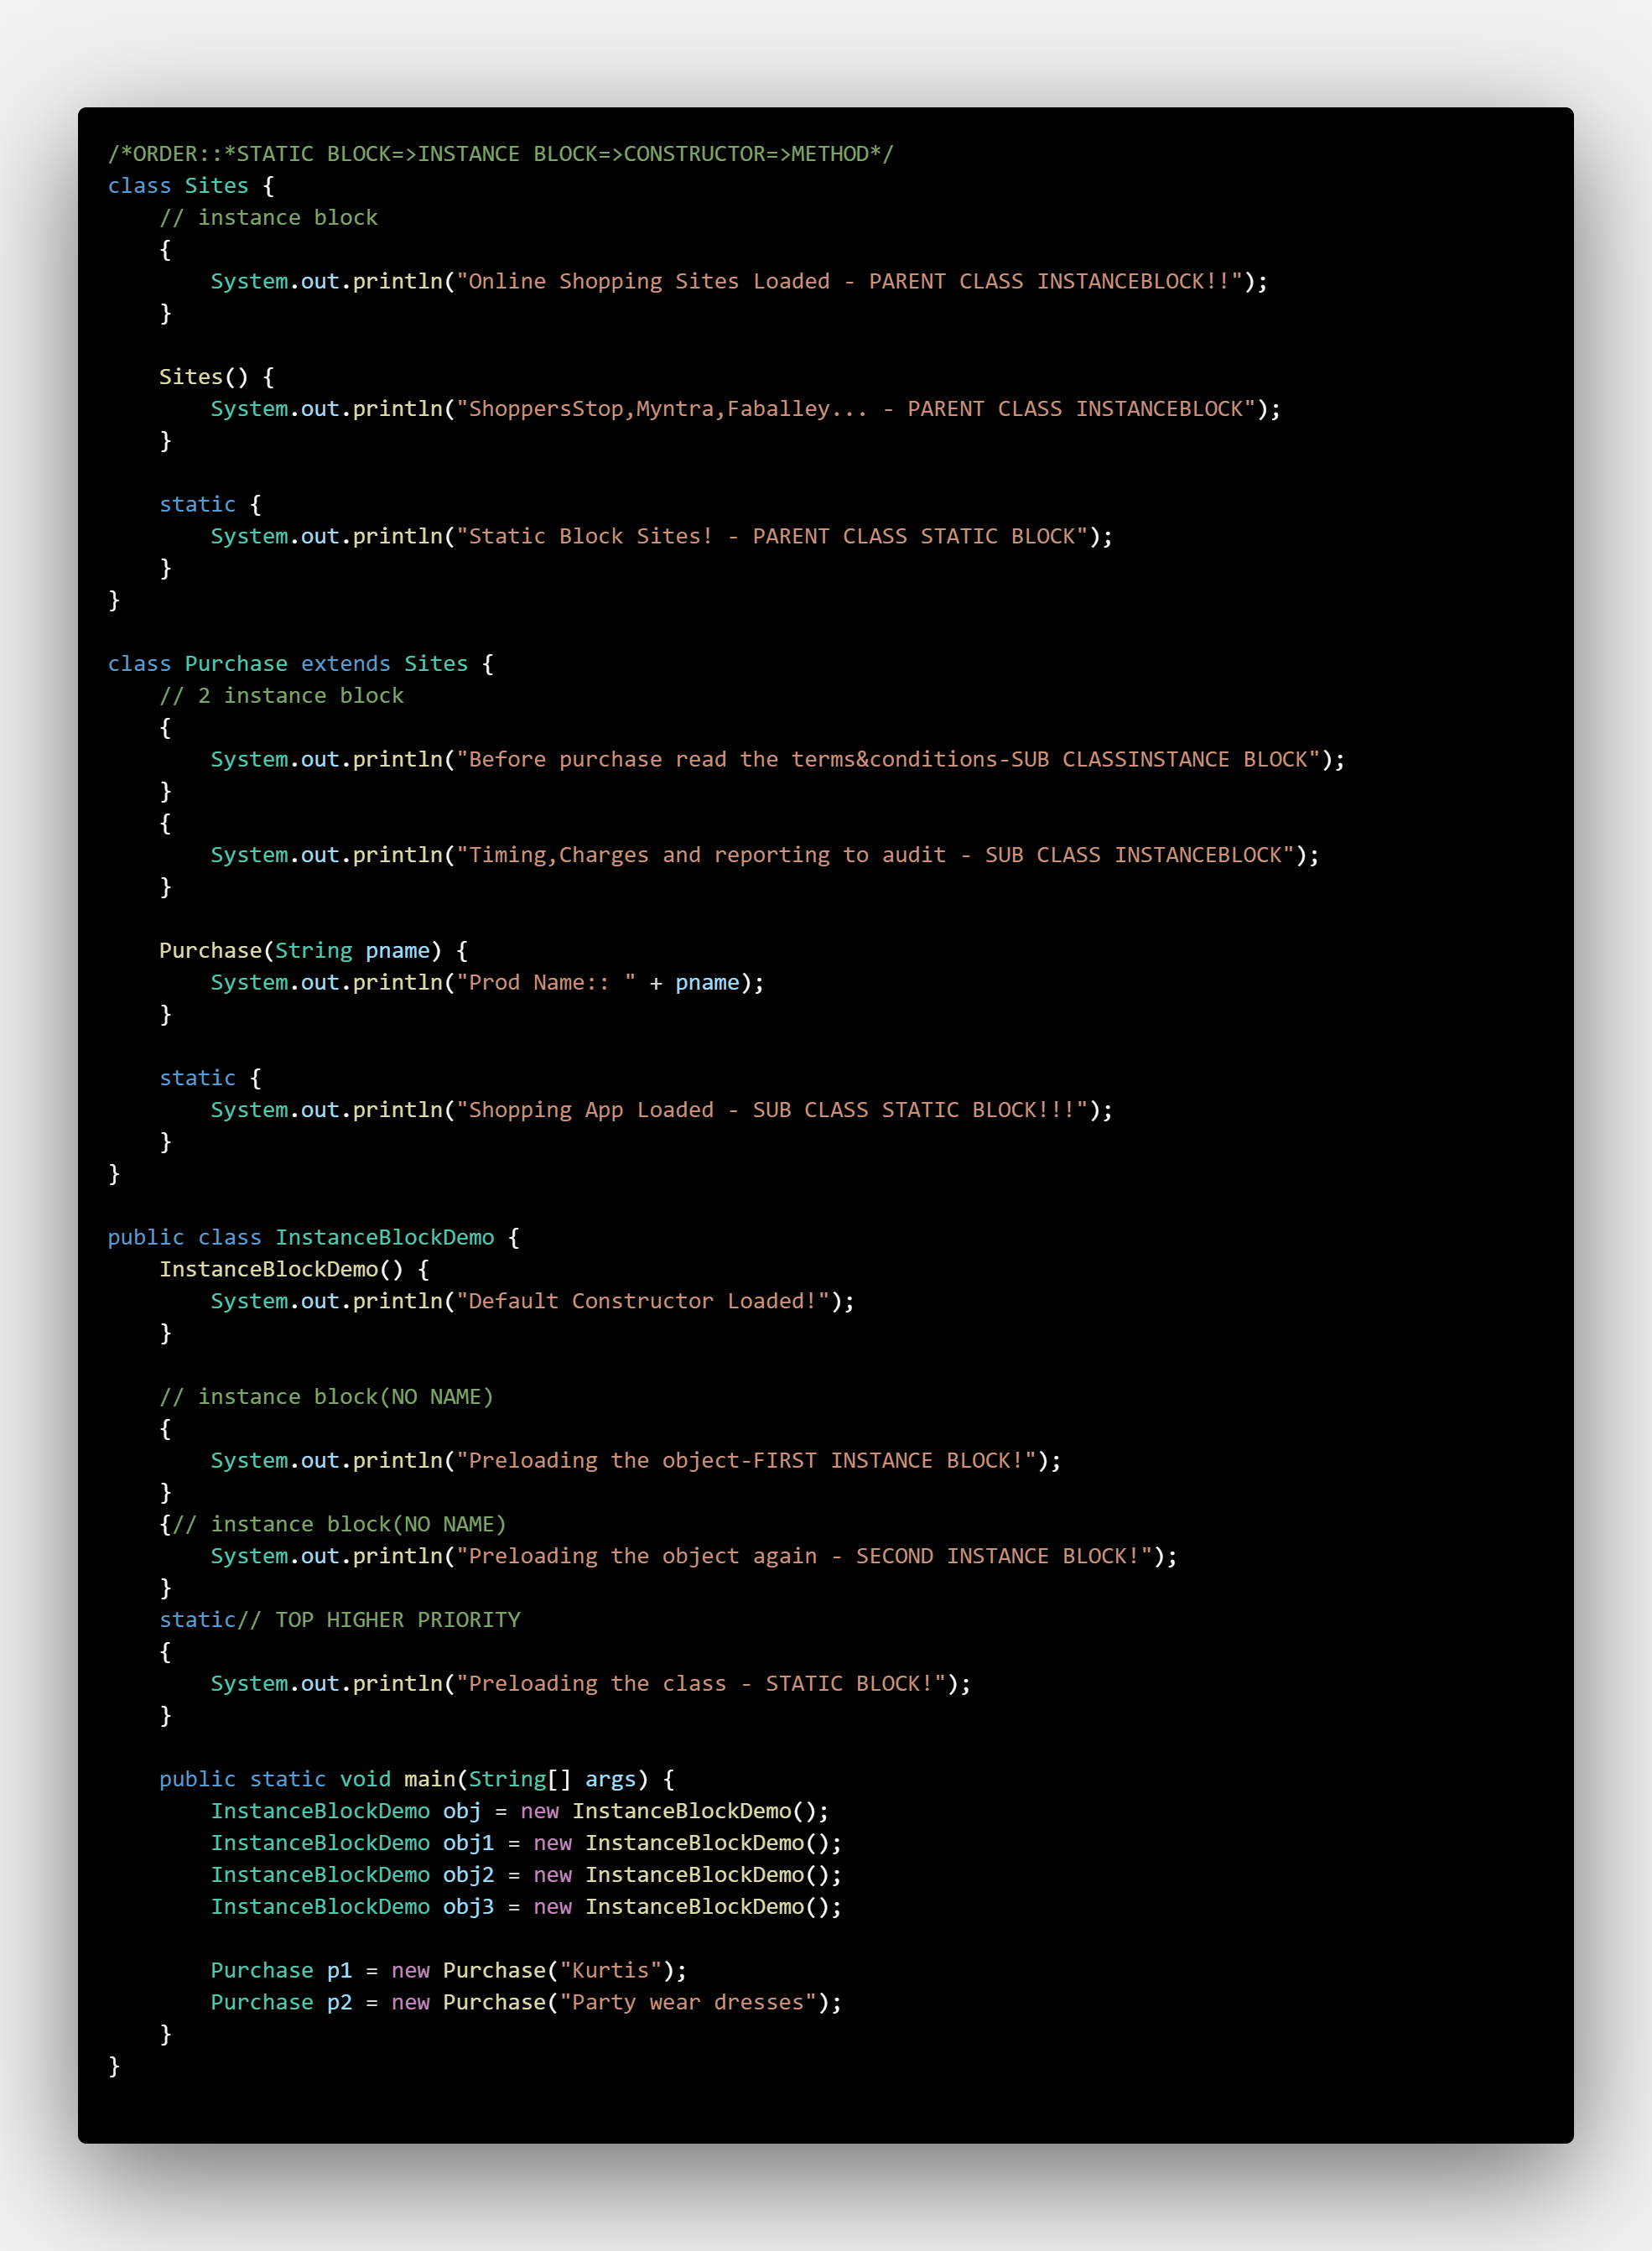 /*ORDER::*STATIC BLOCK=>INSTANCE BLOCK=>CONSTRUCTOR=>METHOD*/
class Sites {
    // instance block
    {
        System.out.println("Online Shopping Sites Loaded - PARENT CLASS INSTANCEBLOCK!!");
    }

    Sites() {
        System.out.println("ShoppersStop,Myntra,Faballey... - PARENT CLASS INSTANCEBLOCK");
    }

    static {
        System.out.println("Static Block Sites! - PARENT CLASS STATIC BLOCK");
    }
}

class Purchase extends Sites {
    // 2 instance block
    {
        System.out.println("Before purchase read the terms&conditions-SUB CLASSINSTANCE BLOCK");
    }
    {
        System.out.println("Timing,Charges and reporting to audit - SUB CLASS INSTANCEBLOCK");
    }

    Purchase(String pname) {
        System.out.println("Prod Name:: " + pname);
    }

    static {
        System.out.println("Shopping App Loaded - SUB CLASS STATIC BLOCK!!!");
    }
}

public class InstanceBlockDemo {
    InstanceBlockDemo() {
        System.out.println("Default Constructor Loaded!");
    }

    // instance block(NO NAME)
    {
        System.out.println("Preloading the object-FIRST INSTANCE BLOCK!");
    }
    {// instance block(NO NAME)
        System.out.println("Preloading the object again - SECOND INSTANCE BLOCK!");
    }
    static// TOP HIGHER PRIORITY
    {
        System.out.println("Preloading the class - STATIC BLOCK!");
    }

    public static void main(String[] args) {
        InstanceBlockDemo obj = new InstanceBlockDemo();
        InstanceBlockDemo obj1 = new InstanceBlockDemo();
        InstanceBlockDemo obj2 = new InstanceBlockDemo();
        InstanceBlockDemo obj3 = new InstanceBlockDemo();

        Purchase p1 = new Purchase("Kurtis");
        Purchase p2 = new Purchase("Party wear dresses");
    }
}